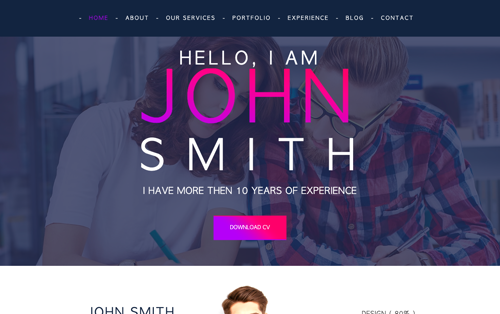 - HOME - ABOUT - OUR SERVICES - PORTFOLIO - EXPERIENCE - BLOG - CONTACT
HELLO, I AM
JOHN
SMITH
I HAVE MORE THEN 10 YEARS OF EXPERIENCE
DOWNLOAD CV
JOHN SMITH
DESIGN ( 80% )